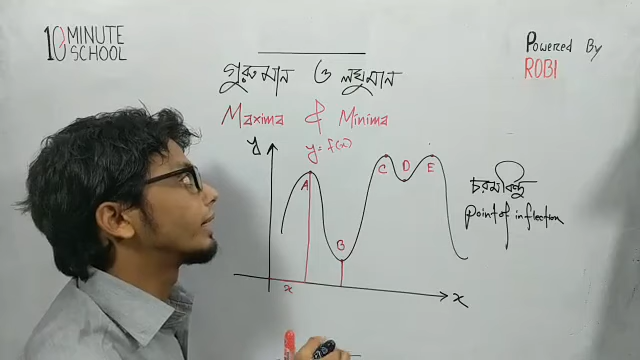 10 MINUTE SCHOOL
Powered By
ROBI
গুরুমান ও লঘুমান
Maxima & Minima
y
y = f(x)
A
B
C
D
E
x
x
চরমবিন্দু
point of inflection